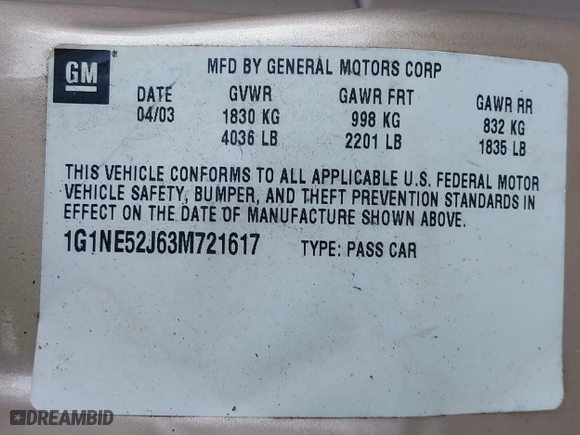 GM ®
MFD BY GENERAL MOTORS CORP
DATE GVWR GAWR FRT GAWR RR
04/03 1830 KG 998 KG 832 KG
4036 LB 2201 LB 1835 LB
THIS VEHICLE CONFORMS TO ALL APPLICABLE U.S. FEDERAL MOTOR
VEHICLE SAFETY, BUMPER, AND THEFT PREVENTION STANDARDS IN
EFFECT ON THE DATE OF MANUFACTURE SHOWN ABOVE.
1G1NE52J63M721617 TYPE: PASS CAR
DREAMBID